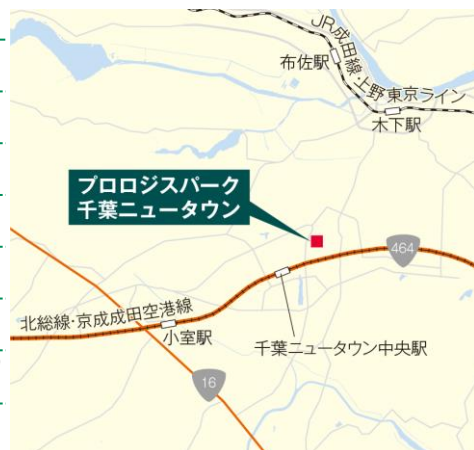 JR成田線・上野東京ライン
布佐駅
木下駅
プロロジスパーク
千葉ニュータウン
464
北総線・京成成田空港線
小室駅
千葉ニュータウン中央駅
16